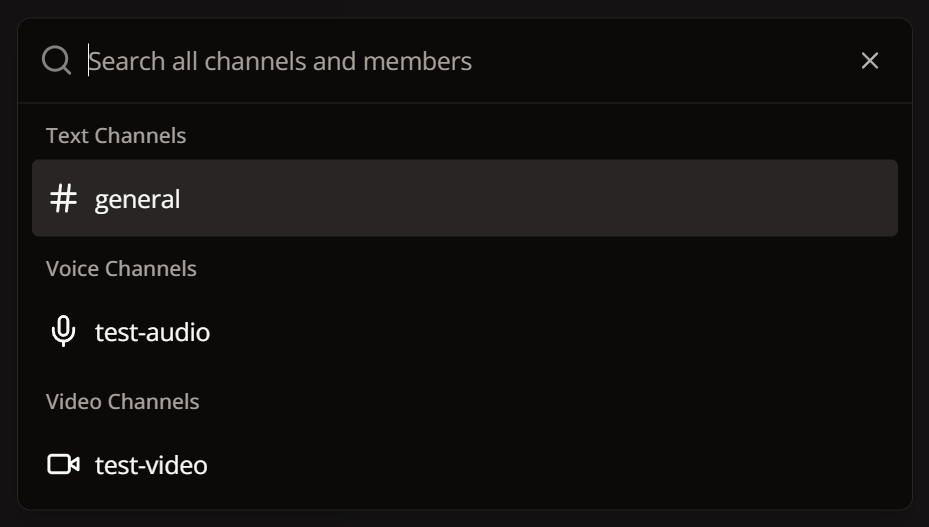 Search all channels and members
Text Channels
general
Voice Channels
test-audio
Video Channels
test-video